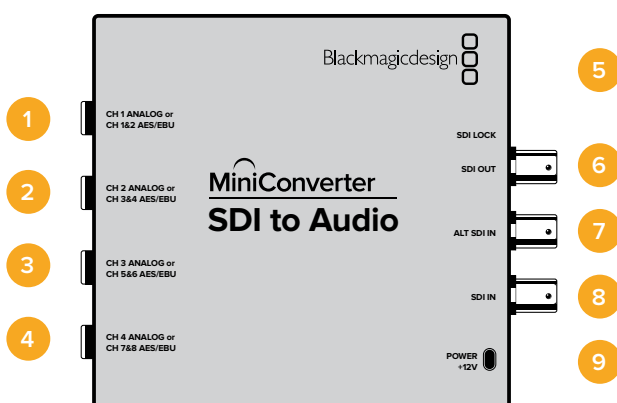 Blackmagicdesign
1
CH 1 ANALOG or
CH 1&2 AES/EBU
2
CH 2 ANALOG or
CH 3&4 AES/EBU
3
CH 3 ANALOG or
CH 5&6 AES/EBU
4
CH 4 ANALOG or
CH 7&8 AES/EBU
MiniConverter
SDI to Audio
5
SDI LOCK
SDI OUT
6
ALT SDI IN
7
SDI IN
8
POWER
+12V
9